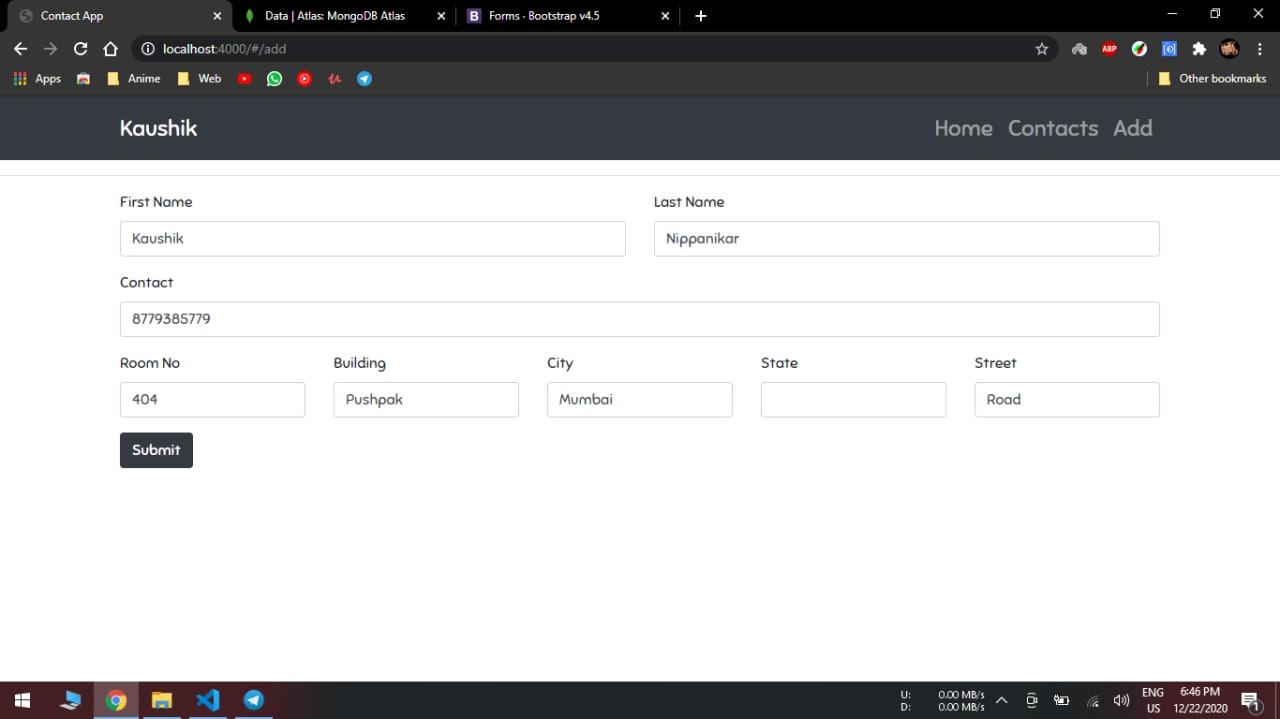 Contact App
Data | Atlas: MongoDB Atlas
B Forms · Bootstrap v4.5
localhost:4000/#/add
ABP
Apps Anime Web Other bookmarks
Kaushik Home Contacts Add
First Name Last Name
Kaushik Nippanikar
Contact
8779385779
Room No Building City State Street
404 Pushpak Mumbai Road
Submit
U: 0.00 MB/s
D: 0.00 MB/s
ENG
US
6:46 PM
12/22/2020
1